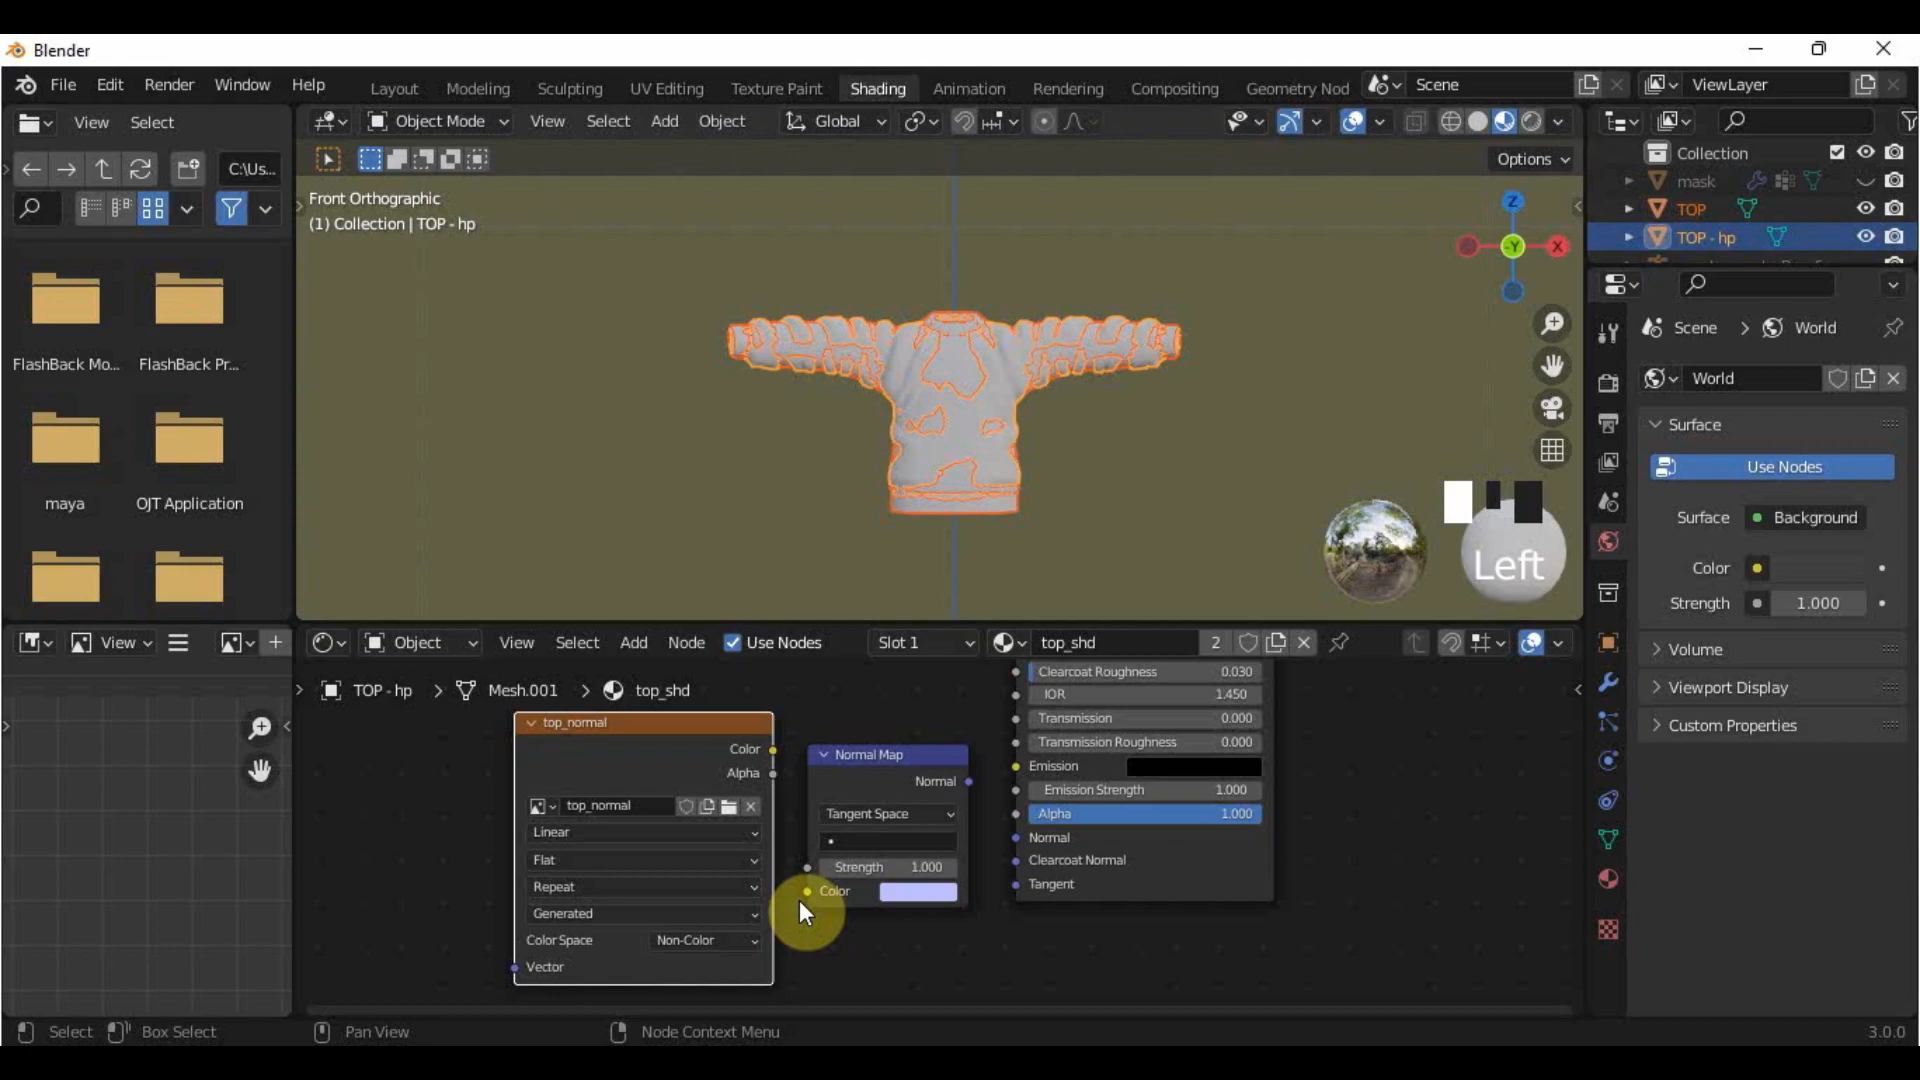 Blender
File Edit Render Window Help Layout Modeling Sculpting UV Editing Texture Paint Shading Animation Rendering Compositing Geometry Nod Scene ViewLayer
View Select Object Mode View Select Add Object Global
C:\Us... Options
Front Orthographic
(1) Collection | TOP - hp
Z
-Y X
FlashBack Mo... FlashBack Pr...
maya OJT Application
Left
Collection
mask
TOP
TOP - hp
Scene > World
World
Surface
Use Nodes
Surface Background
Color
Strength 1.000
Volume
Viewport Display
Custom Properties
View Object View Select Add Node Use Nodes Slot 1 top_shd 2
TOP - hp > Mesh.001 > top_shd
top_normal
Color
Alpha
top_normal
Linear
Flat
Repeat
Generated
Color Space Non-Color
Vector
Normal Map
Normal
Tangent Space
Strength 1.000
Color
Clearcoat Roughness 0.030
IOR 1.450
Transmission 0.000
Transmission Roughness 0.000
Emission
Emission Strength 1.000
Alpha 1.000
Normal
Clearcoat Normal
Tangent
Select Box Select Pan View Node Context Menu 3.0.0